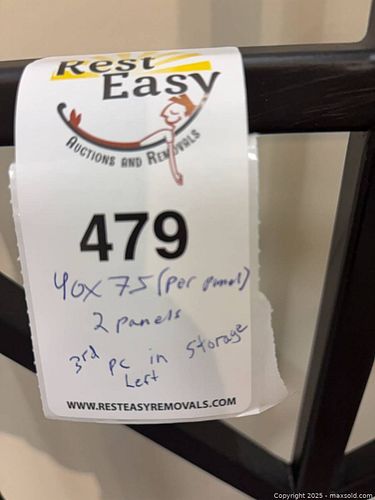 Rest
Easy
AUCTIONS AND REMOVALS
479
40x75 (per panel)
2 panels
3rd pc in storage
Left
WWW.RESTEASYREMOVALS.COM
Copyright 2025 - maxsold.com